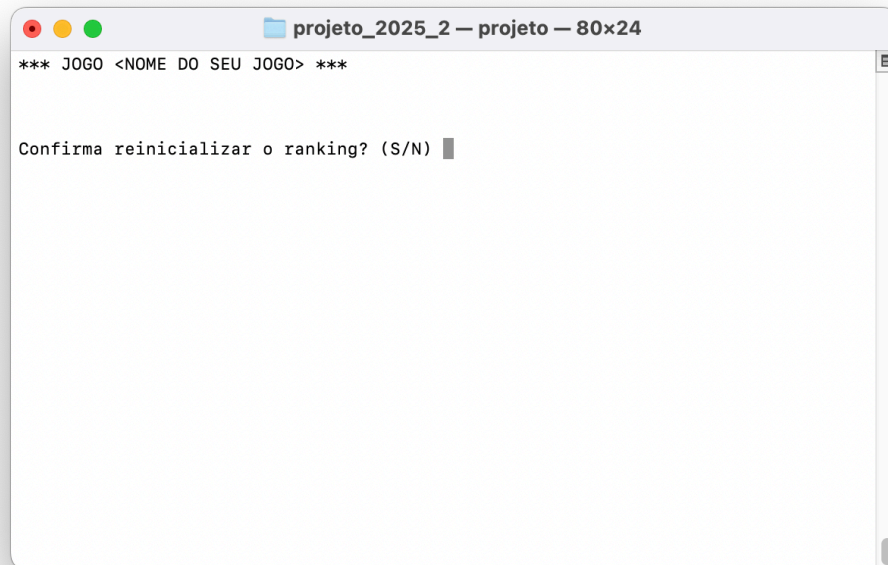 projeto_2025_2 — projeto — 80×24
*** JOGO <NOME DO SEU JOGO> ***
Confirma reinicializar o ranking? (S/N)